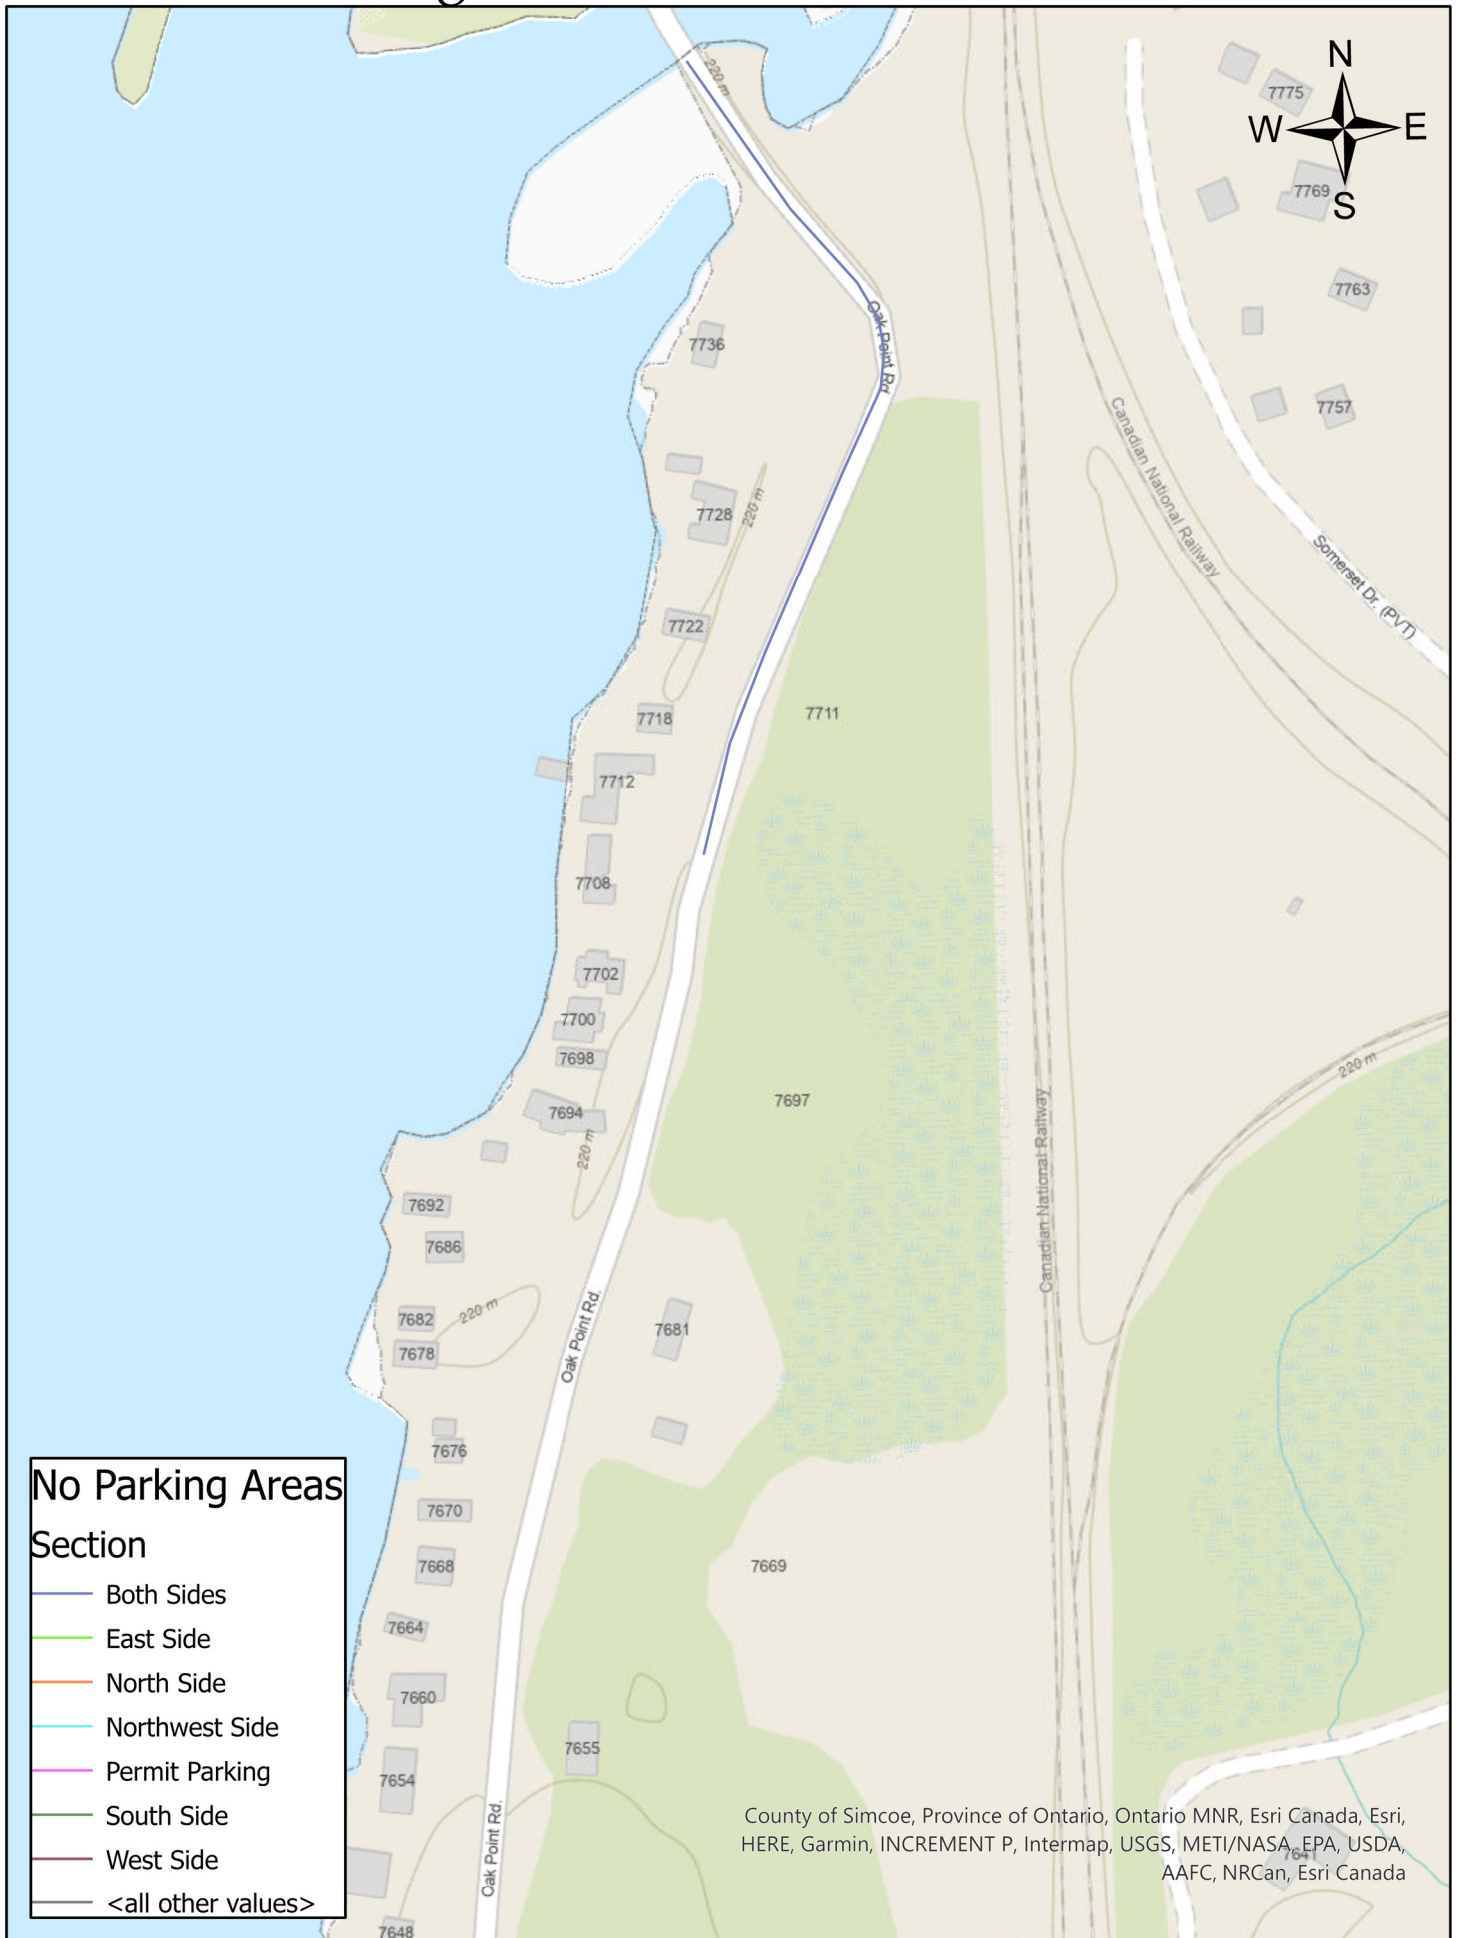 220 m
N
W E
S
7775
7769
7763
7757
Oak Point Rd.
7736
Canadian National Railway
7728
220 m
Somerset Dr. (PVT)
7722
7718
7711
7712
7708
7702
7700
7698
7694
7697
220 m
220 m
Canadian National Railway
7692
7686
7682
220 m
7678
Oak Point Rd.
7681
7676
7670
7668
7669
7664
7660
7655
7654
Oak Point Rd.
7648
7641
No Parking Areas
Section
Both Sides
East Side
North Side
Northwest Side
Permit Parking
South Side
West Side
<all other values>
County of Simcoe, Province of Ontario, Ontario MNR, Esri Canada, Esri,
HERE, Garmin, INCREMENT P, Intermap, USGS, METI/NASA, EPA, USDA,
AAFC, NRCan, Esri Canada